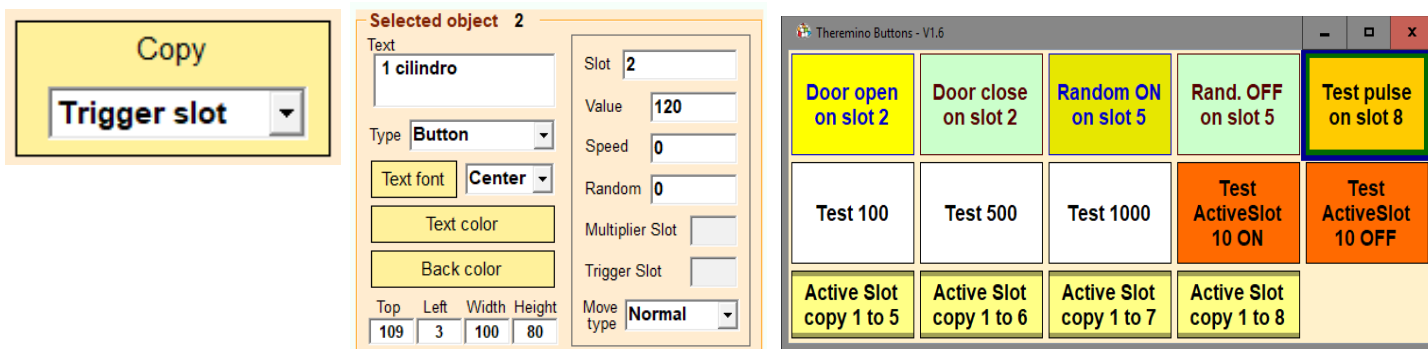 Copy
Trigger slot
Selected object 2
Text
1 cilindro
Type Button
Text font Center
Text color
Back color
Top Left Width Height
109 3 100 80
Slot 2
Value 120
Speed 0
Random 0
Multiplier Slot
Trigger Slot
Move
type Normal
Theremino Buttons - V1.6
Door open
on slot 2
Door close
on slot 2
Random ON
on slot 5
Rand. OFF
on slot 5
Test pulse
on slot 8
Test 100
Test 500
Test 1000
Test
ActiveSlot
10 ON
Test
ActiveSlot
10 OFF
Active Slot
copy 1 to 5
Active Slot
copy 1 to 6
Active Slot
copy 1 to 7
Active Slot
copy 1 to 8